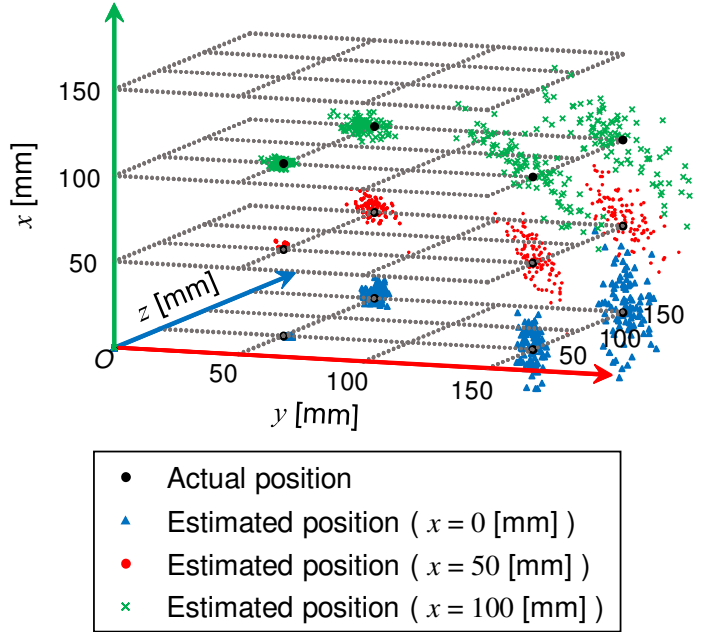 150
100
50
x [mm]
z [mm]
O
50
100
150
y [mm]
50
100
150
Actual position
Estimated position ( x = 0 [mm] )
Estimated position ( x = 50 [mm] )
Estimated position ( x = 100 [mm] )